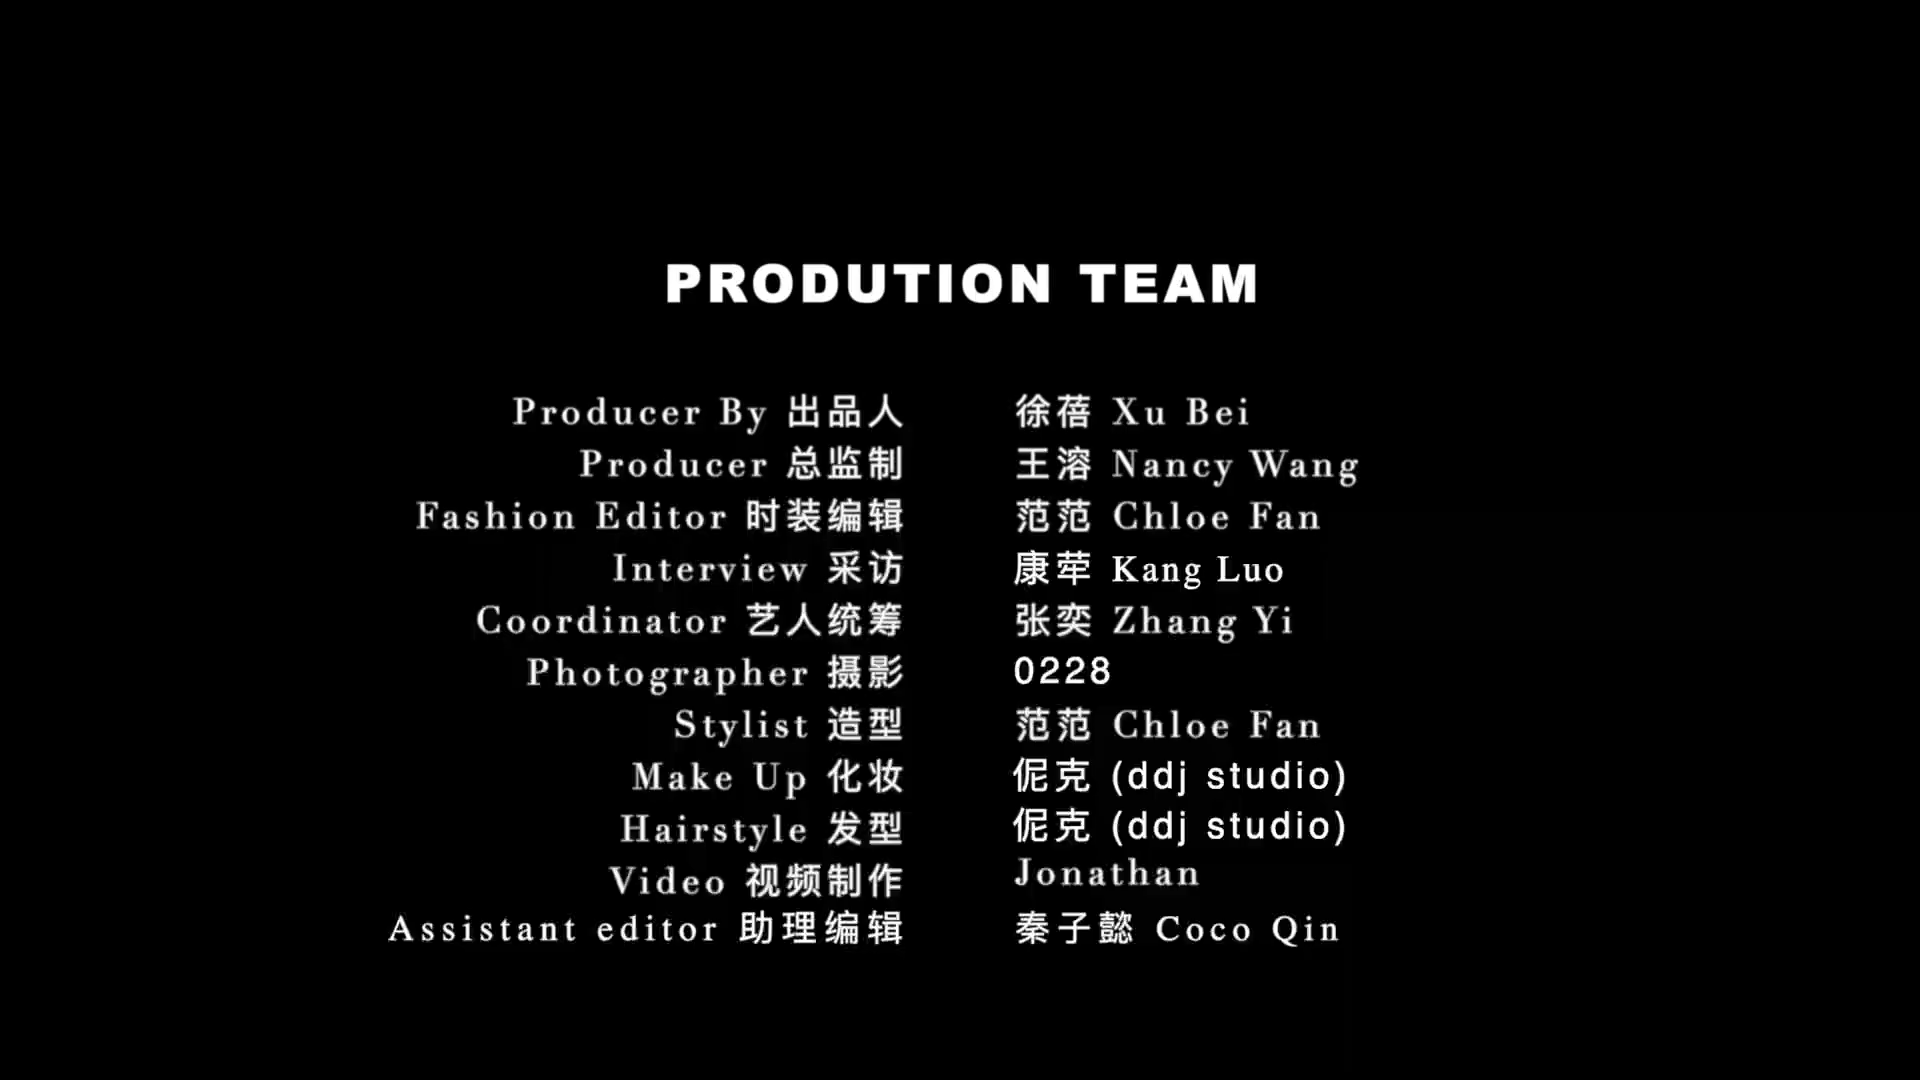 PRODUTION TEAM
Producer By 出品人 徐蓓 Xu Bei
Producer 总监制 王溶 Nancy Wang
Fashion Editor 时装编辑 范范 Chloe Fan
Interview 采访 康荦 Kang Luo
Coordinator 艺人统筹 张奕 Zhang Yi
Photographer 摄影 0228
Stylist 造型 范范 Chloe Fan
Make Up 化妆 伲克 (ddj studio)
Hairstyle 发型 伲克 (ddj studio)
Video 视频制作 Jonathan
Assistant editor 助理编辑 秦子懿 Coco Qin